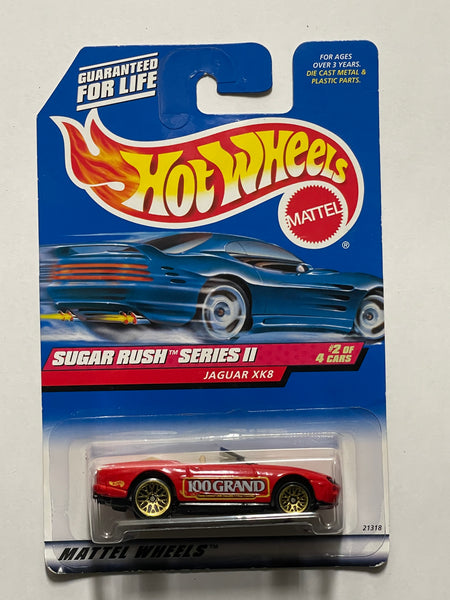 GUARANTEED
FOR LIFE
FOR AGES
OVER 3 YEARS.
DIE CAST METAL &
PLASTIC PARTS.
HOT WHEELS
MATTEL
®
SUGAR RUSH™ SERIES II
#2 OF
4 CARS
JAGUAR XK8
100 GRAND
21318
MATTEL WHEELS™